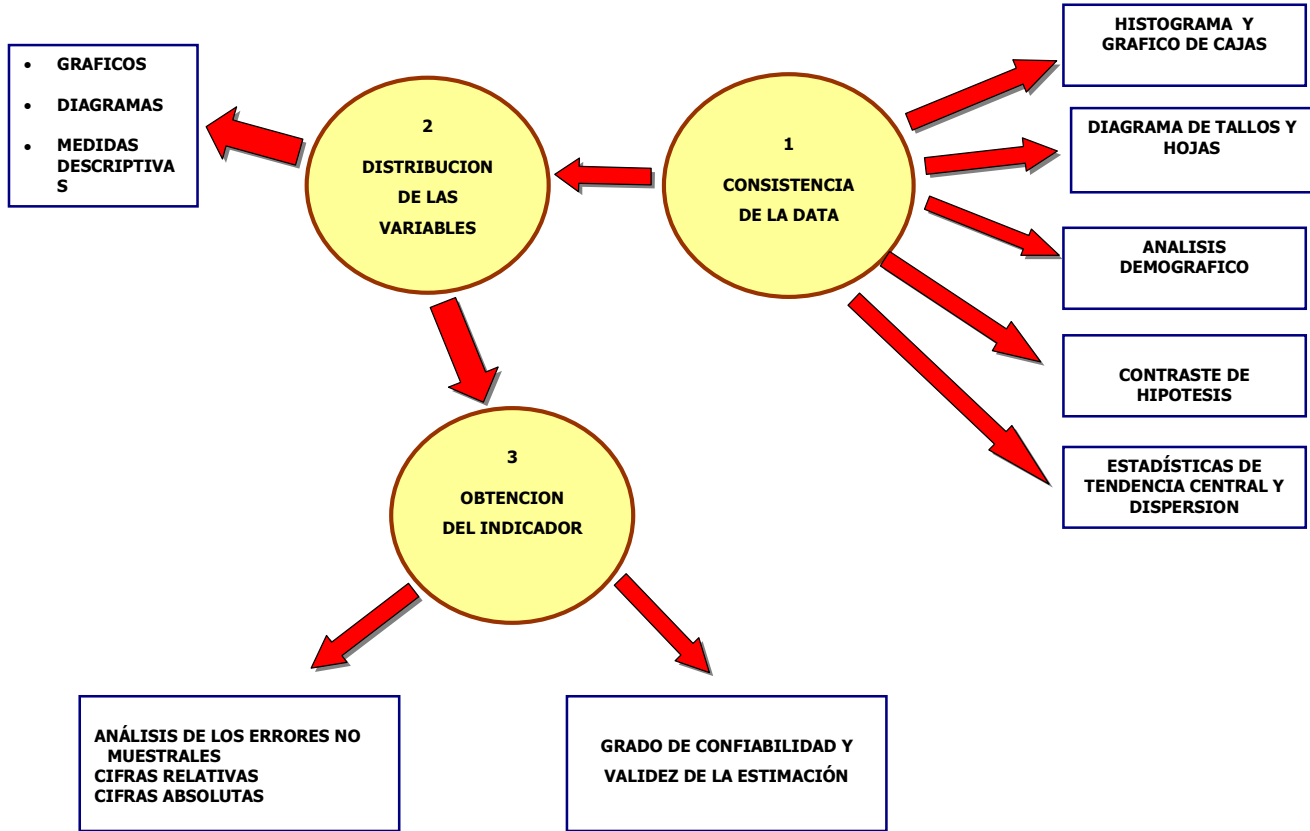 1
CONSISTENCIA
DE LA DATA
HISTOGRAMA Y
GRAFICO DE CAJAS
DIAGRAMA DE TALLOS Y
HOJAS
ANALISIS
DEMOGRAFICO
CONTRASTE DE
HIPOTESIS
ESTADÍSTICAS DE
TENDENCIA CENTRAL Y
DISPERSION
2
DISTRIBUCION
DE LAS
VARIABLES
• GRAFICOS
• DIAGRAMAS
• MEDIDAS
DESCRIPTIVA
S
3
OBTENCION
DEL INDICADOR
ANÁLISIS DE LOS ERRORES NO
MUESTRALES
CIFRAS RELATIVAS
CIFRAS ABSOLUTAS
GRADO DE CONFIABILIDAD Y
VALIDEZ DE LA ESTIMACIÓN